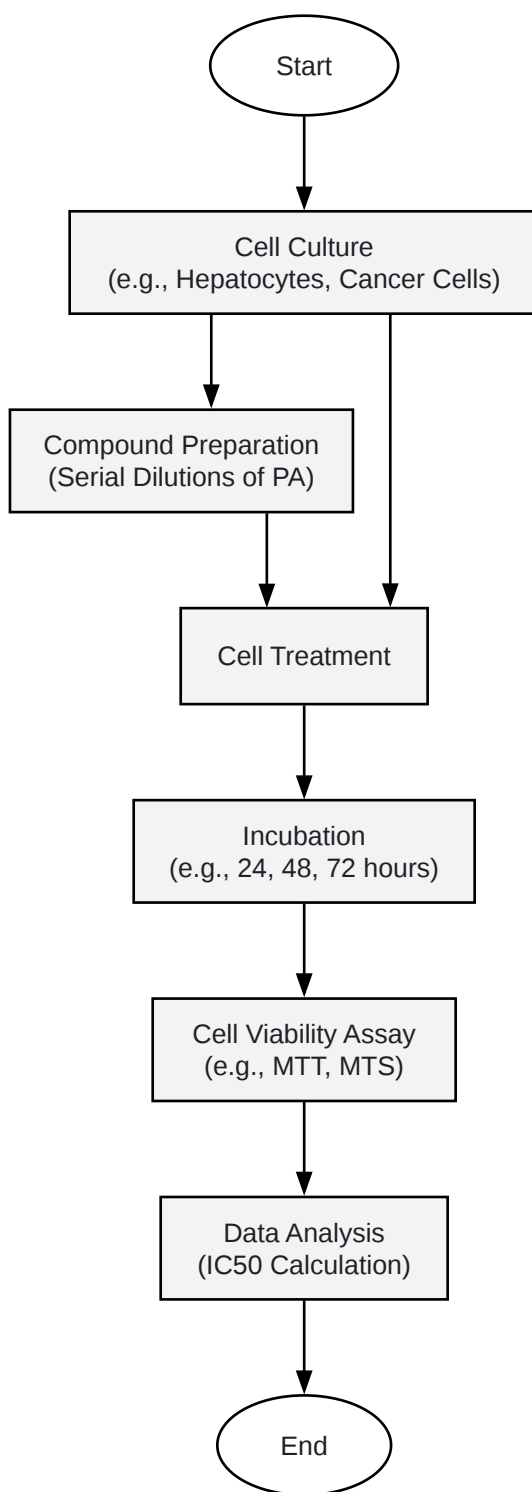 Start
Cell Culture
(e.g., Hepatocytes, Cancer Cells)
Compound Preparation
(Serial Dilutions of PA)
Cell Treatment
Incubation
(e.g., 24, 48, 72 hours)
Cell Viability Assay
(e.g., MTT, MTS)
Data Analysis
(IC50 Calculation)
End